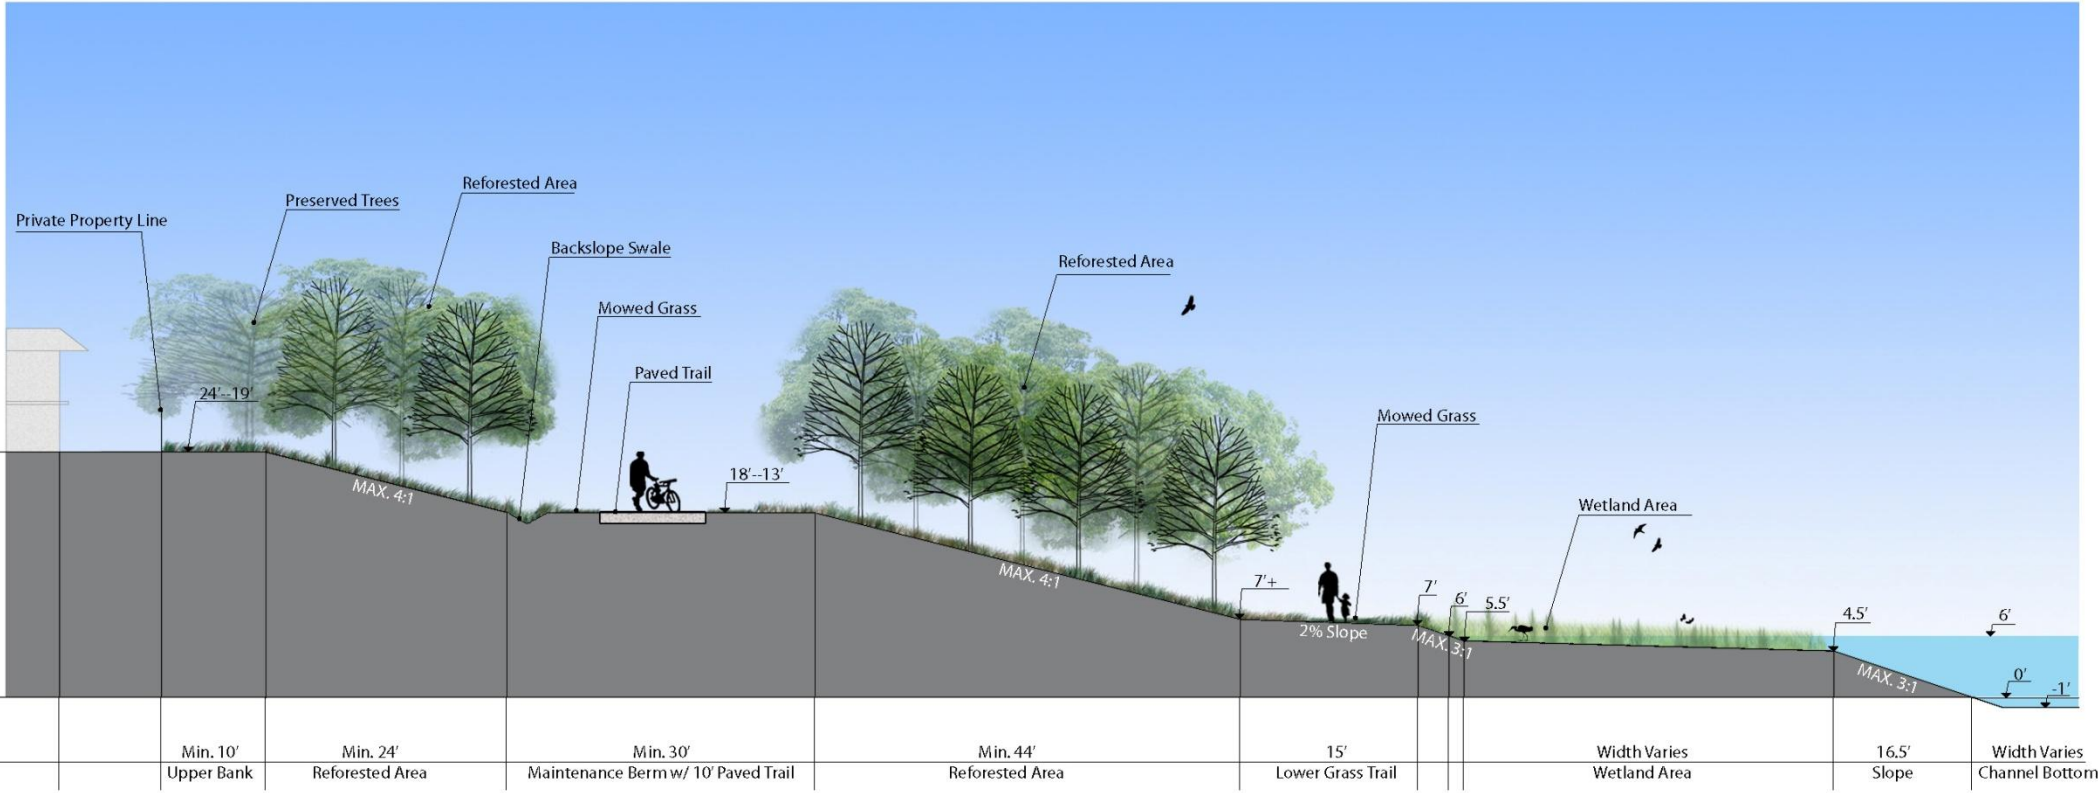 Reforested Area
Preserved Trees
Private Property Line
Backslope Swale
Reforested Area
Mowed Grass
Paved Trail
24'--19'
Mowed Grass
18'--13'
MAX. 4:1
Wetland Area
MAX. 4:1
7'+
7'
6'
5.5'
4.5'
6'
2% Slope
MAX. 3:1
MAX. 3:1
0'
-1'
Min. 10'
Upper Bank
Min. 24'
Reforested Area
Min. 30'
Maintenance Berm w/ 10' Paved Trail
Min. 44'
Reforested Area
15'
Lower Grass Trail
Width Varies
Wetland Area
16.5'
Slope
Width Varies
Channel Bottom